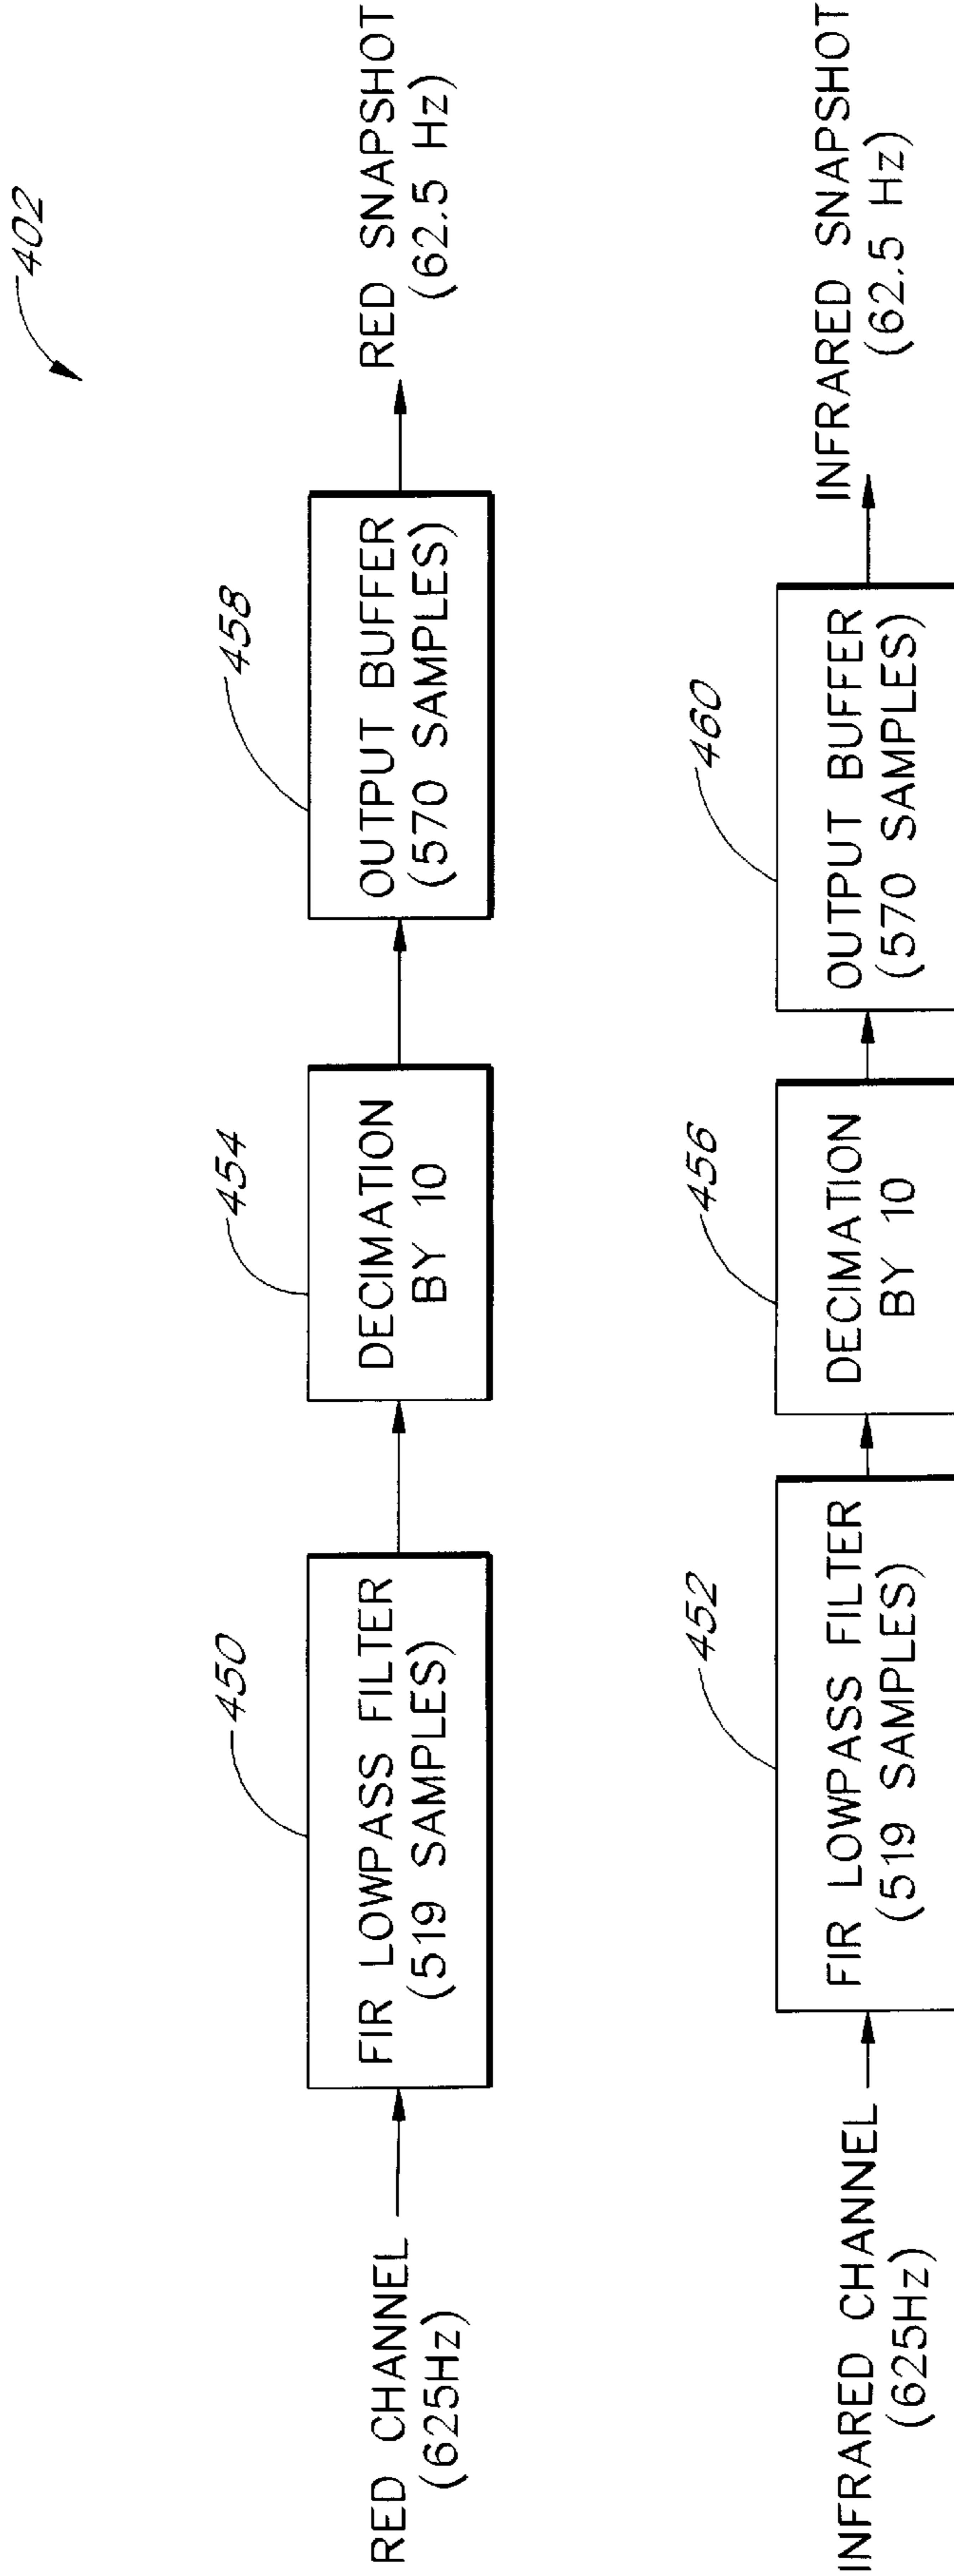 402
RED CHANNEL
(625Hz)
450
FIR LOWPASS FILTER
(519 SAMPLES)
454
DECIMATION
BY 10
458
OUTPUT BUFFER
(570 SAMPLES)
RED SNAPSHOT
(62.5 Hz)
INFRARED CHANNEL
(625Hz)
452
FIR LOWPASS FILTER
(519 SAMPLES)
456
DECIMATION
BY 10
460
OUTPUT BUFFER
(570 SAMPLES)
INFRARED SNAPSHOT
(62.5 Hz)